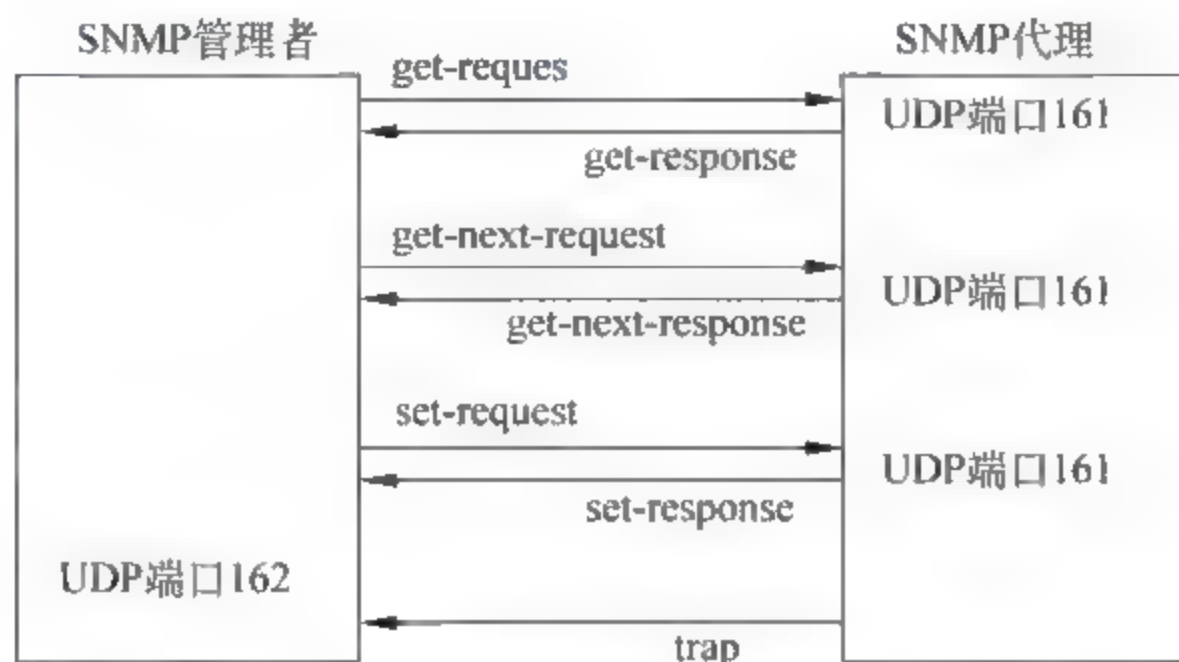 SNMP管理者
SNMP代理
get-reques
UDP端口161
get-response
get-next-request
UDP端口161
get-next-response
set-request
UDP端口161
set-response
UDP端口162
trap